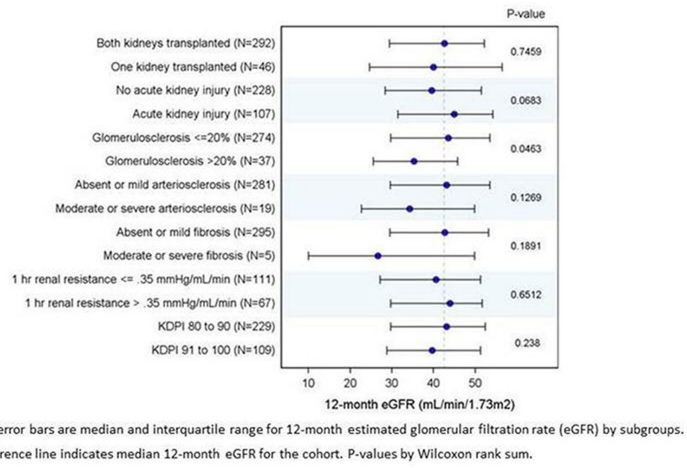 P-value
Both kidneys transplanted (N=292)
0.7459
One kidney transplanted (N=46)
No acute kidney injury (N=228)
0.0683
Acute kidney injury (N=107)
Glomerulosclerosis <=20% (N=274)
0.0463
Glomerulosclerosis >20% (N=37)
Absent or mild arteriosclerosis (N=281)
0.1269
Moderate or severe arteriosclerosis (N=19)
Absent or mild fibrosis (N=295)
0.1891
Moderate or severe fibrosis (N=5)
1 hr renal resistance <= .35 mmHg/mL/min (N=111)
0.6512
1 hr renal resistance > .35 mmHg/mL/min (N=67)
KDPI 80 to 90 (N=229)
0.238
KDPI 91 to 100 (N=109)
10 20 30 40 50
12-month eGFR (mL/min/1.73m2)
error bars are median and interquartile range for 12-month estimated glomerular filtration rate (eGFR) by subgroups.
rence line indicates median 12-month eGFR for the cohort. P-values by Wilcoxon rank sum.